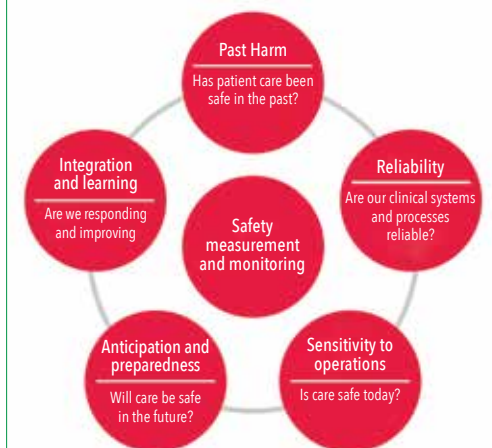 Past Harm
Has patient care been
safe in the past?
Reliability
Are our clinical systems
and processes
reliable?
Sensitivity to
operations
Is care safe today?
Anticipation and
preparedness
Will care be safe
in the future?
Integration
and learning
Are we responding
and improving
Safety
measurement
and monitoring